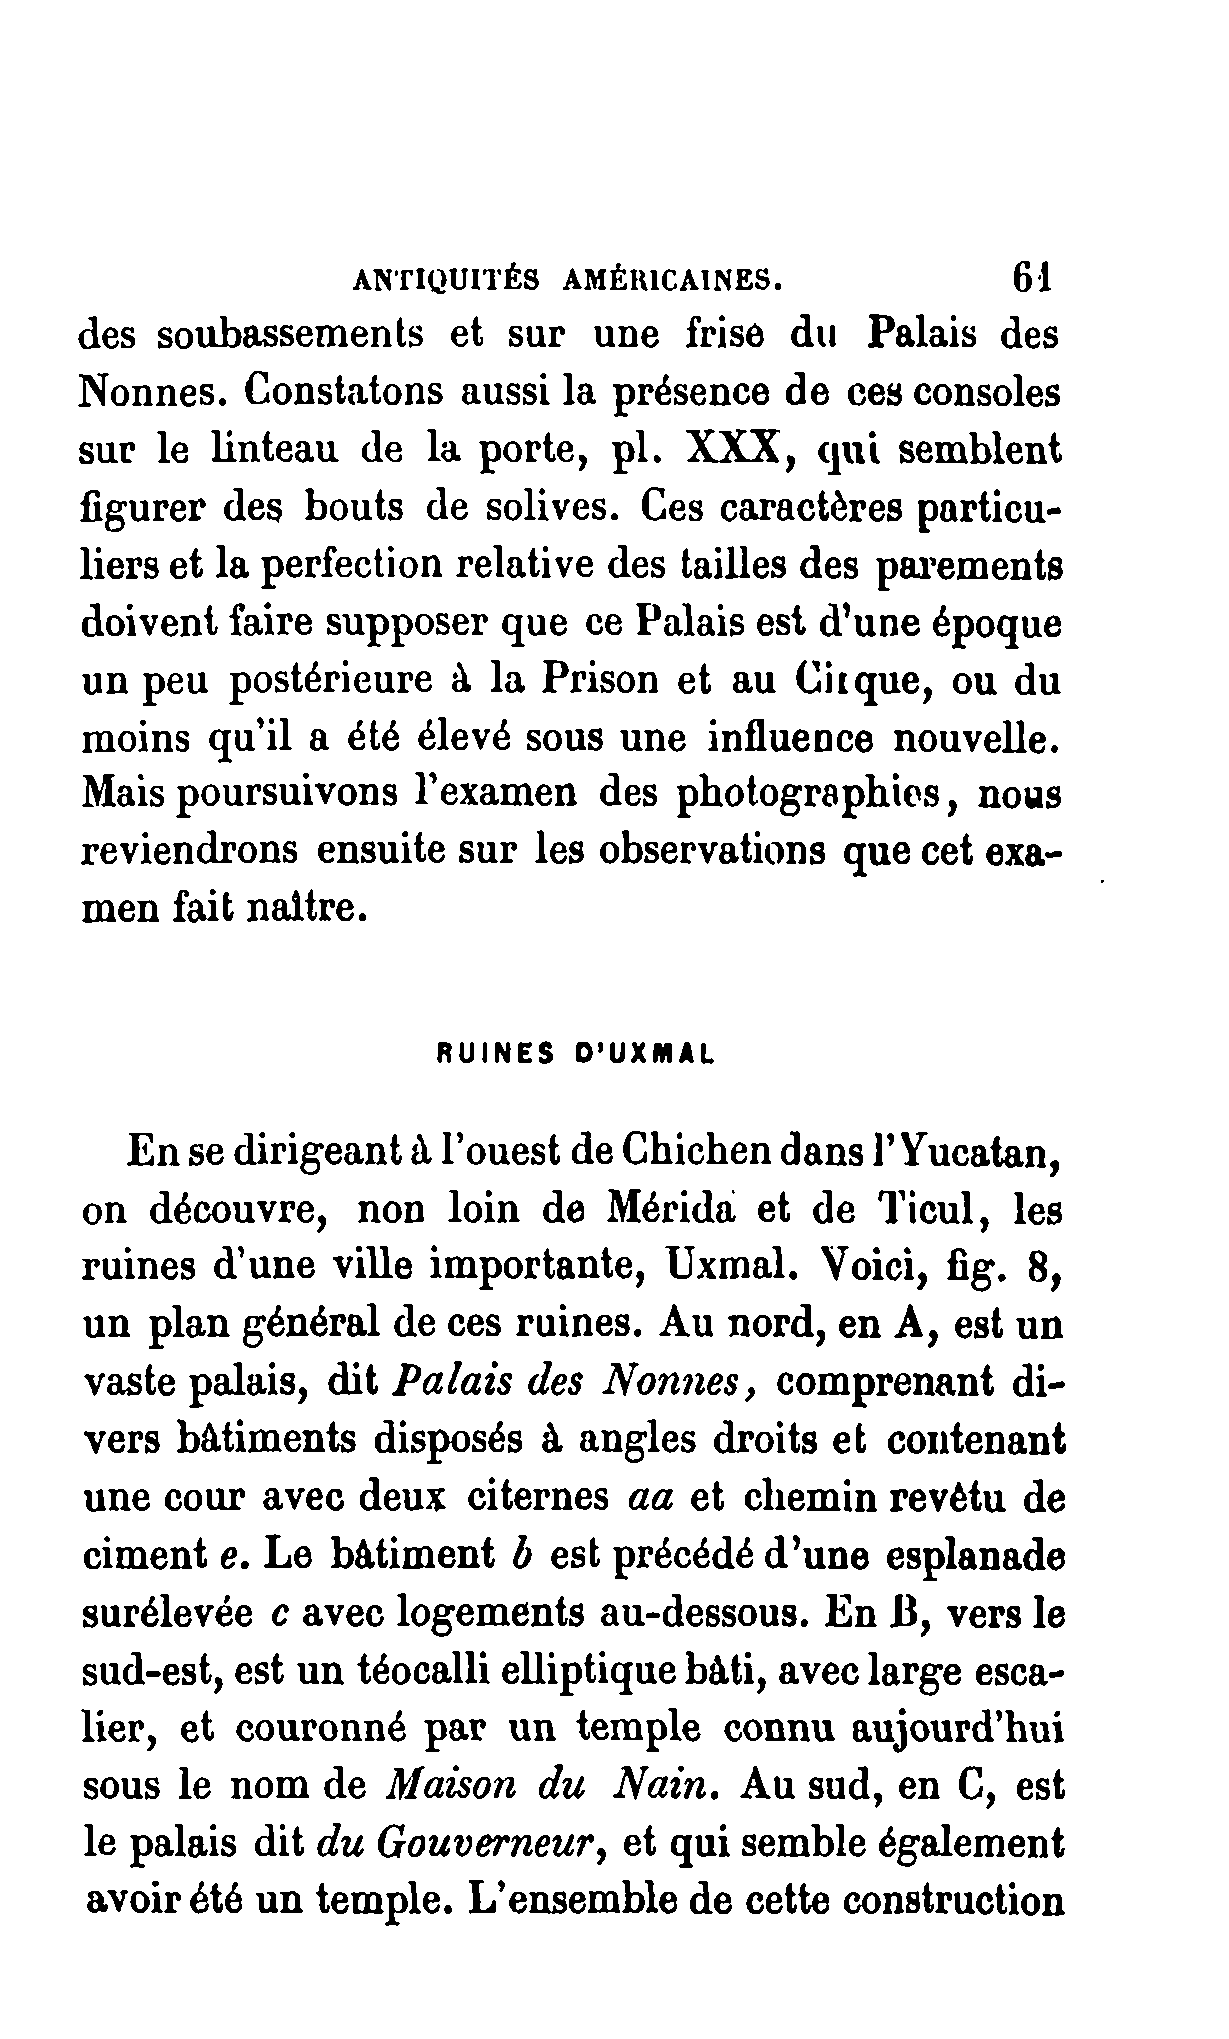 ANTIQUITÉS AMÉRICAINES. 61
des soubassements et sur une frise du Palais des
Nonnes. Constatons aussi la présence de ces consoles
sur le linteau de la porte, pl. XXX, qui semblent
figurer des bouts de solives. Ces caractères particu-
liers et la perfection relative des tailles des parements
doivent faire supposer que ce Palais est d'une époque
un peu postérieure à la Prison et au Cirque, ou du
moins qu'il a été élevé sous une influence nouvelle.
Mais poursuivons l'examen des photographies, nous
reviendrons ensuite sur les observations que cet exa-
men fait naître.
RUINES D'UXMAL
En se dirigeant à l'ouest de Chichen dans l'Yucatan,
on découvre, non loin de Mérida et de Ticul, les
ruines d'une ville importante, Uxmal. Voici, fig. 8,
un plan général de ces ruines. Au nord, en A, est un
vaste palais, dit Palais des Nonnes, comprenant di-
vers bâtiments disposés à angles droits et contenant
une cour avec deux citernes aa et chemin revêtu de
ciment e. Le bâtiment b est précédé d'une esplanade
surélevée c avec logements au-dessous. En B, vers le
sud-est, est un téocalli elliptique bâti, avec large esca-
lier, et couronné par un temple connu aujourd'hui
sous le nom de Maison du Nain. Au sud, en C, est
le palais dit du Gouverneur, et qui semble également
avoir été un temple. L'ensemble de cette construction